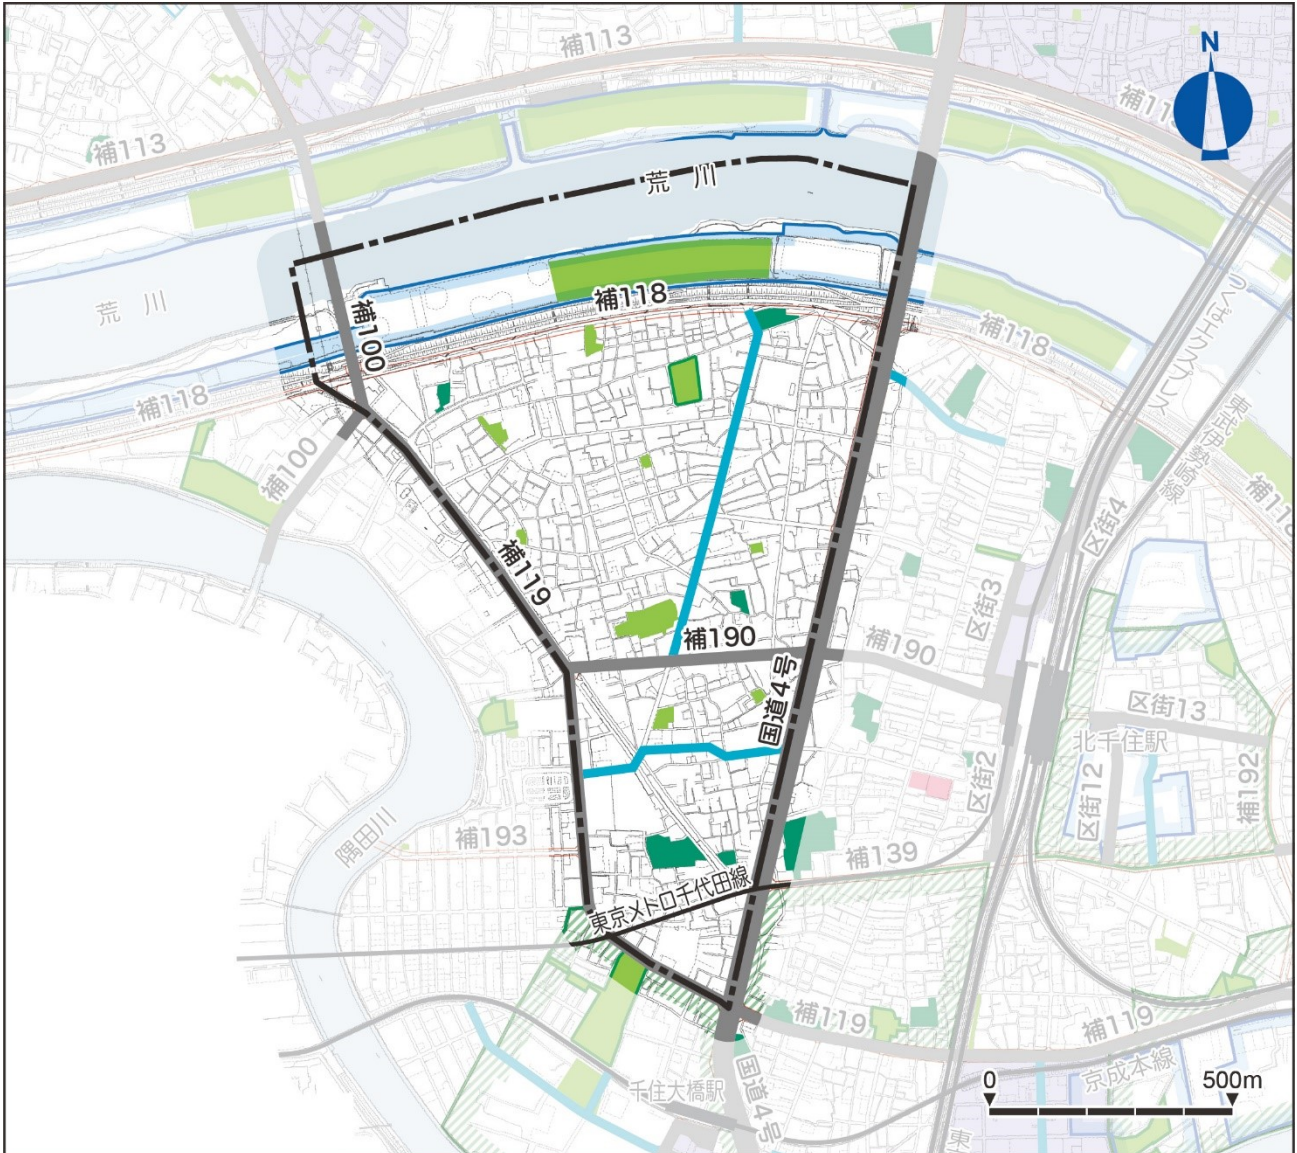 補113
N
補113
補11
荒川
補118
補100
荒川
補118
つくばエクスプレス
補118
東武伊勢崎線
補100
区街4
補118
補119
区街3
補190
補190
国道4号
区街13
北千住駅
区街2
区街12
補192
隅田川
補193
補139
東京メトロ千代田線
補119
補119
京成本線
0 500m
国道4号
千住大橋駅
東